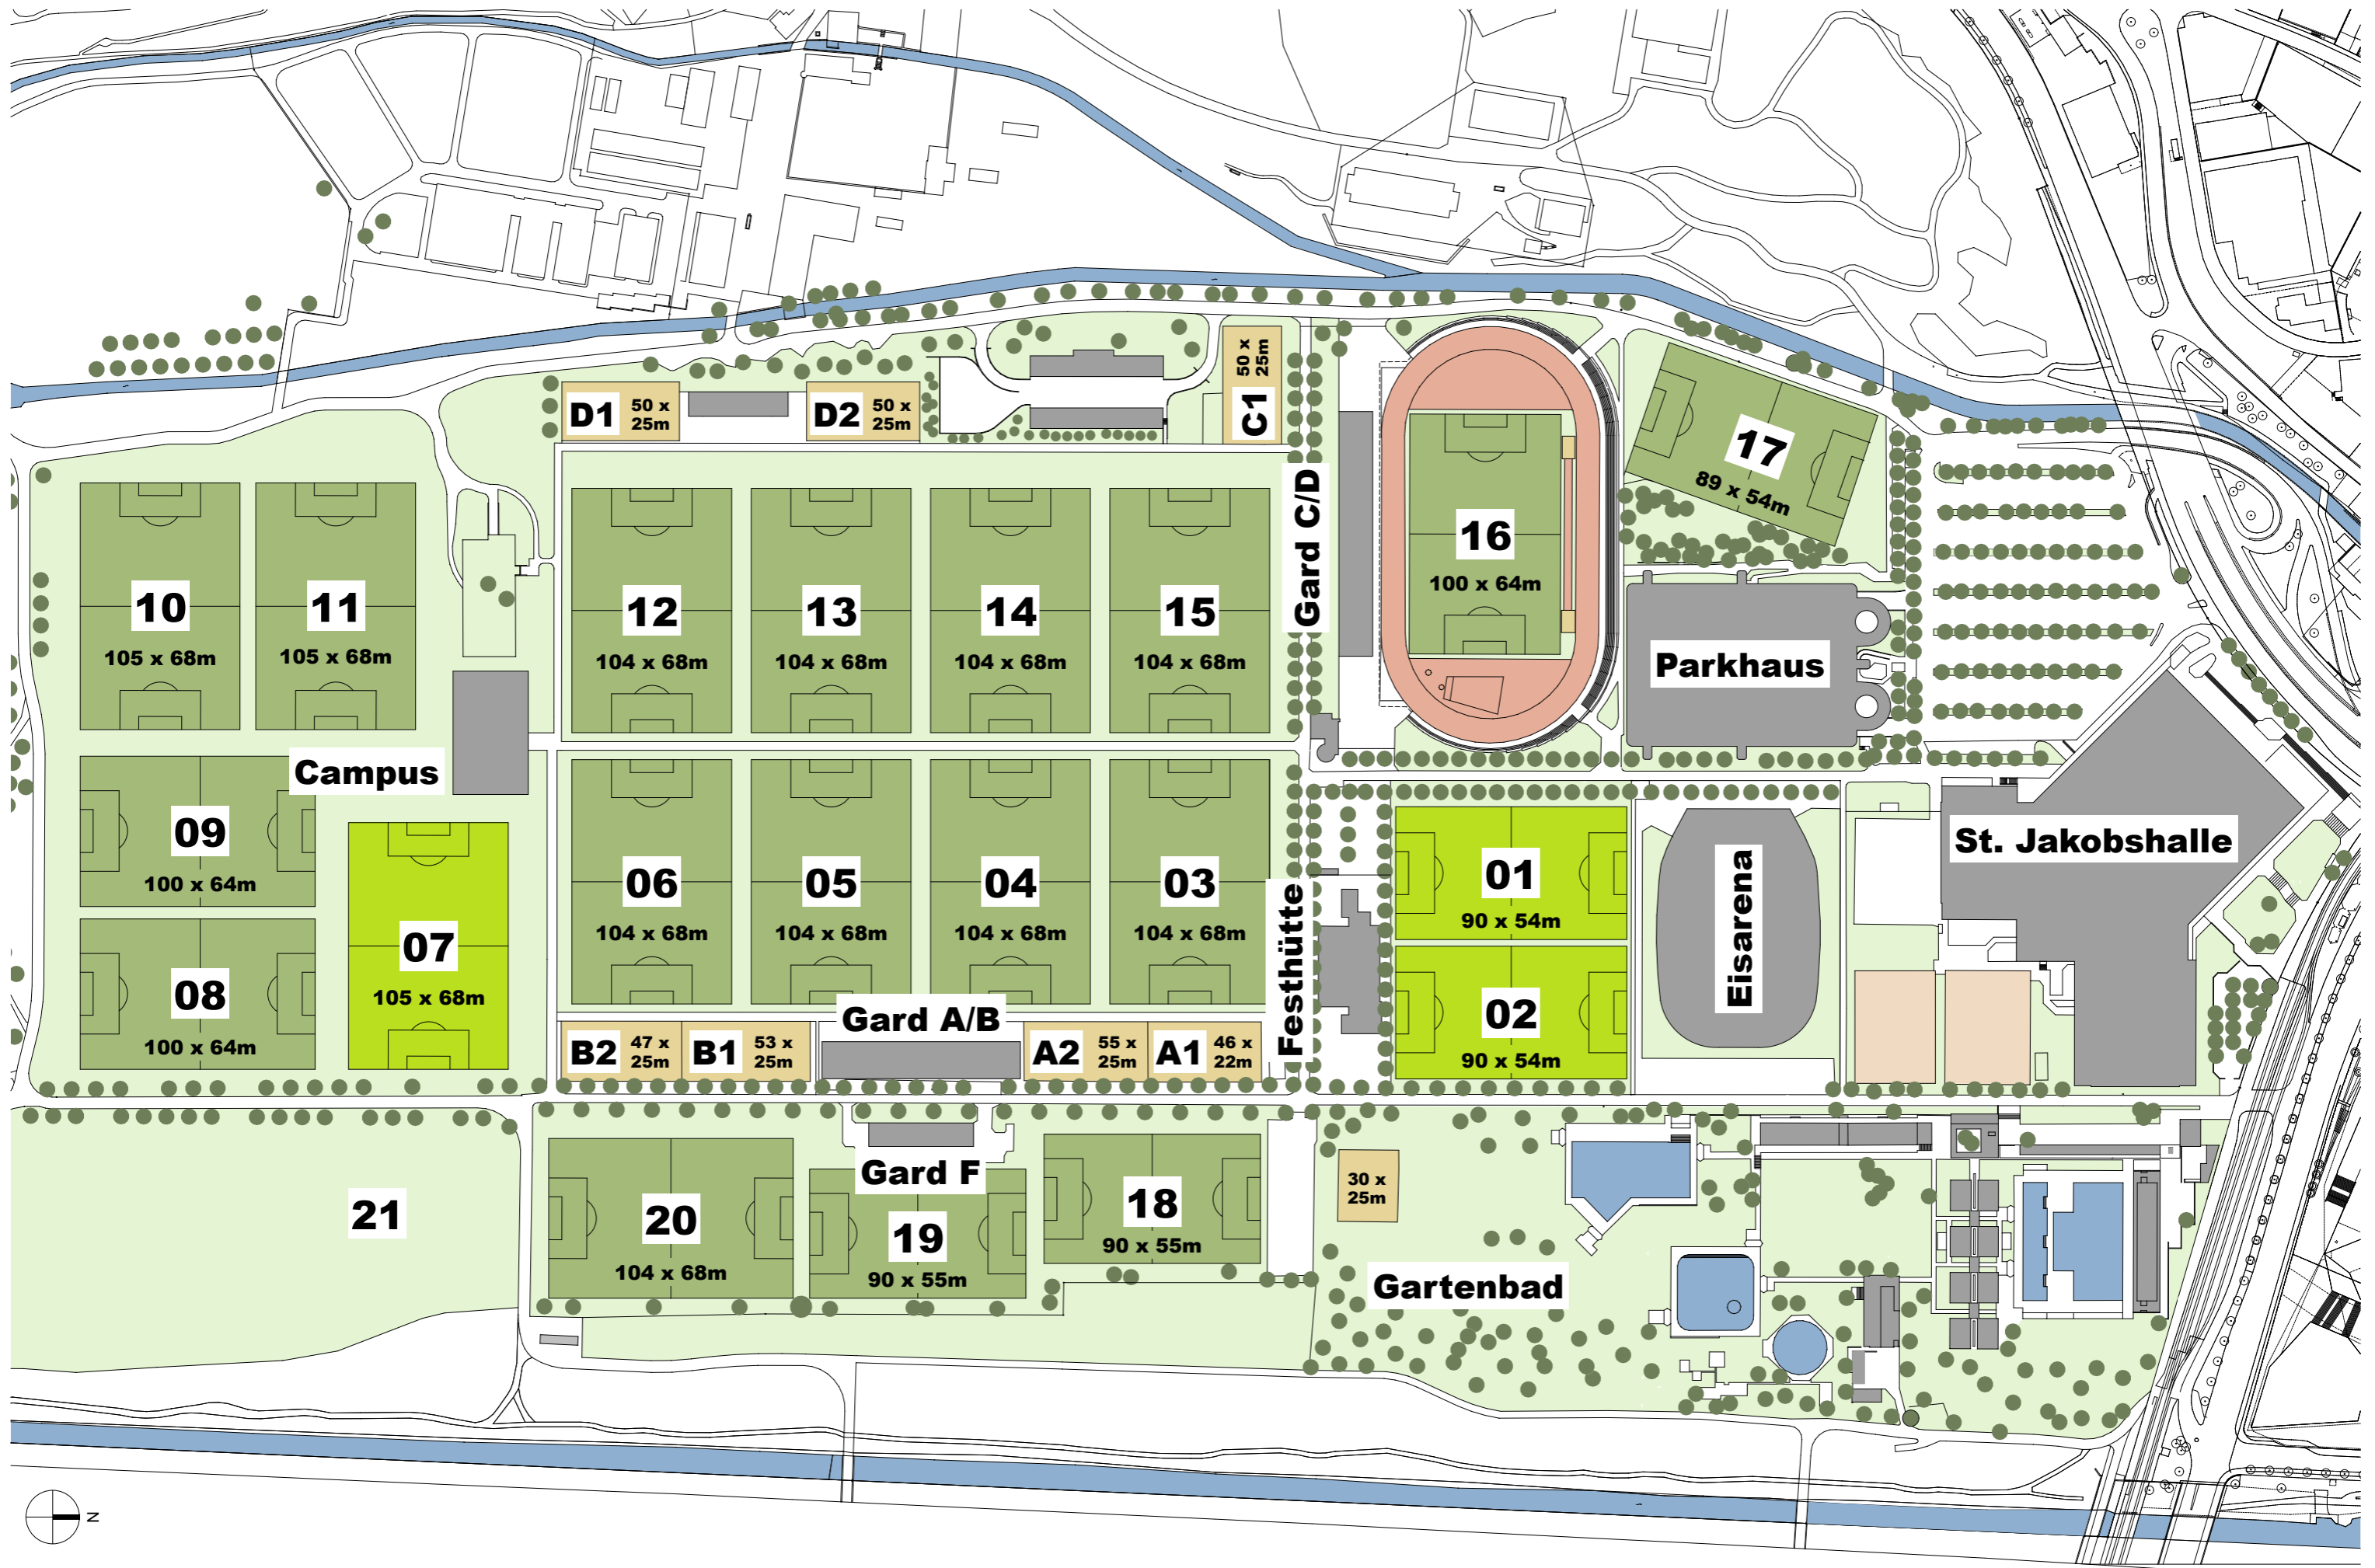 D1
50 x
25m
D2
50 x
25m
C1
50 x
25m
Gard C/D
17
89 x 54m
16
100 x 64m
10
105 x 68m
11
105 x 68m
12
104 x 68m
13
104 x 68m
14
104 x 68m
15
104 x 68m
Parkhaus
Campus
09
100 x 64m
08
100 x 64m
07
105 x 68m
06
104 x 68m
05
104 x 68m
04
104 x 68m
03
104 x 68m
Festhütte
01
90 x 54m
02
90 x 54m
Eisarena
St. Jakobshalle
B2
47 x
25m
B1
53 x
25m
Gard A/B
A2
55 x
25m
A1
46 x
22m
21
20
104 x 68m
Gard F
19
90 x 55m
18
90 x 55m
30 x
25m
Gartenbad
N